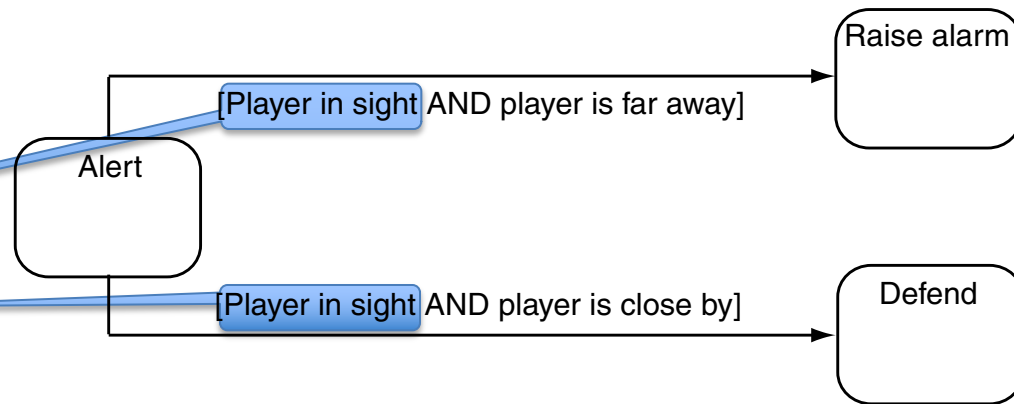 Raise alarm
[Player in sight AND player is far away]
Alert
[Player in sight AND player is close by]
Defend